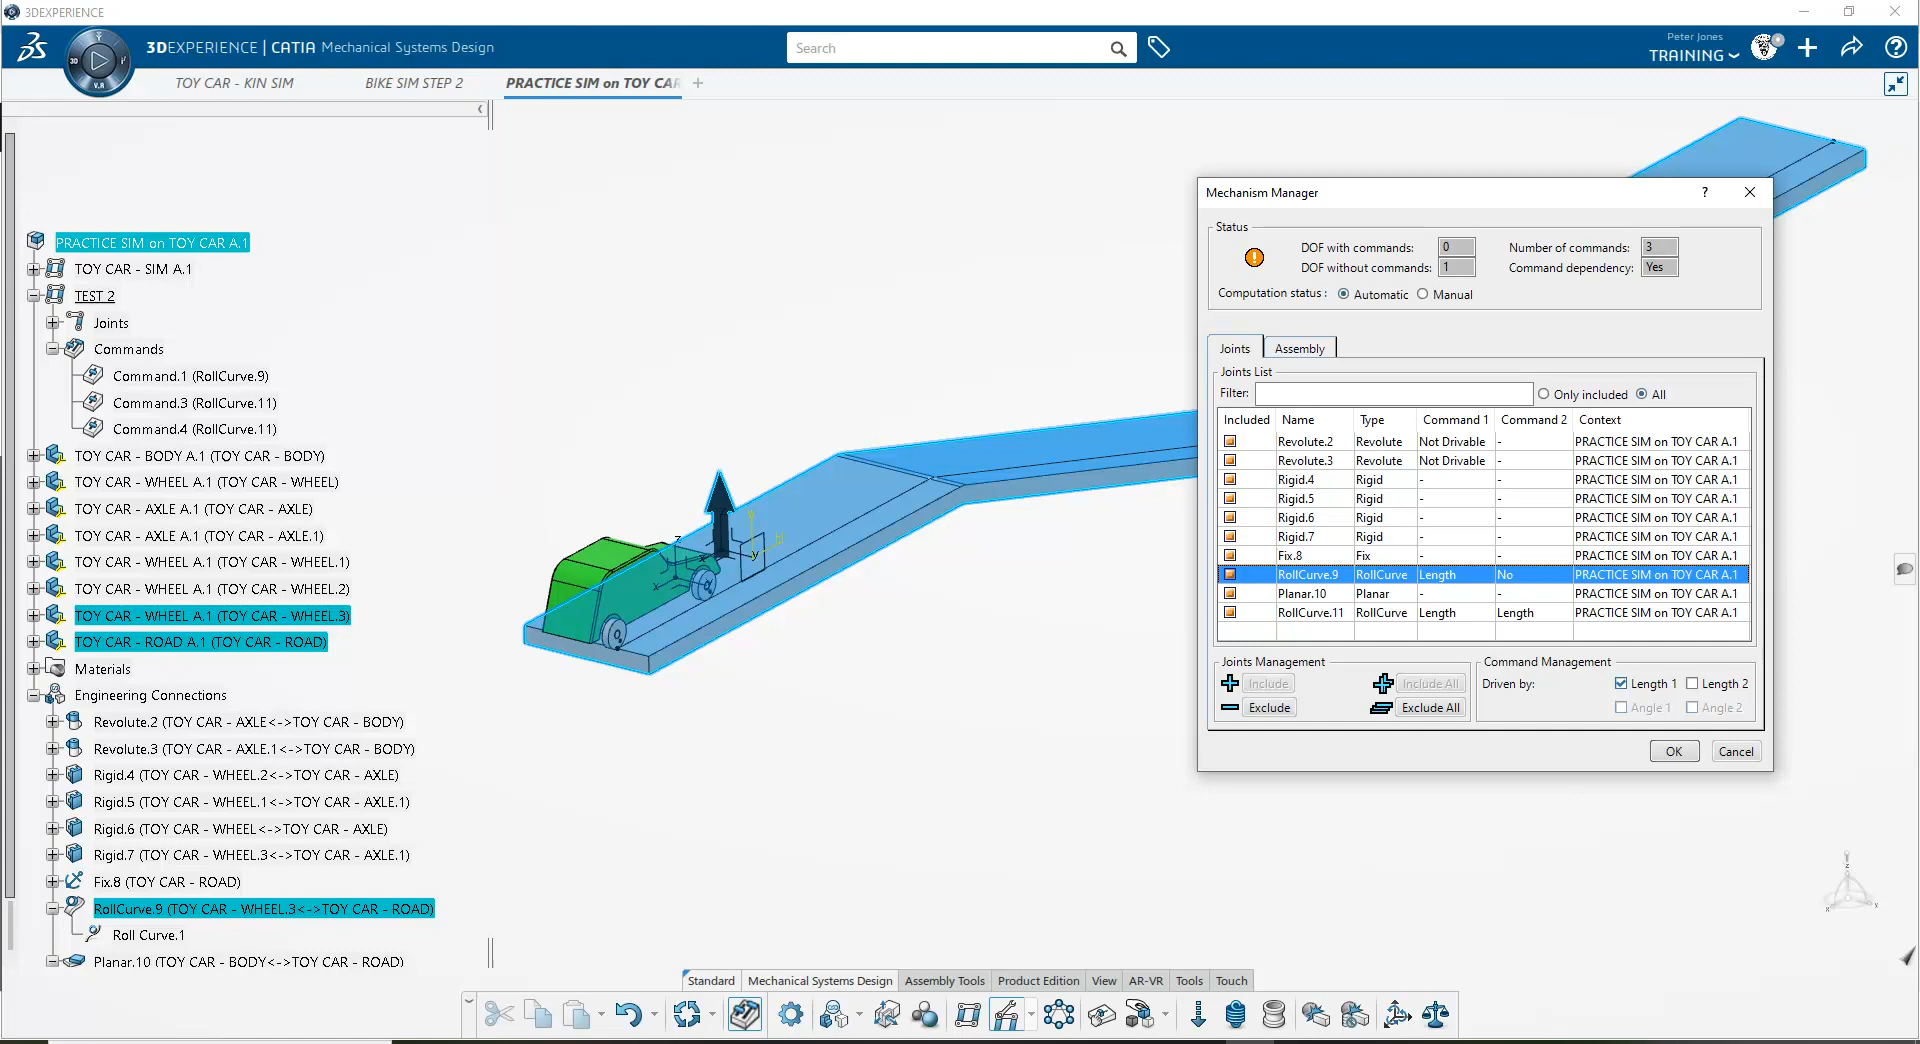 3DEXPERIENCE
3DEXPERIENCE | CATIA Mechanical Systems Design
Search
Peter Jones
TRAINING
3D
V.R
TOY CAR - KIN SIM
BIKE SIM STEP 2
PRACTICE SIM on TOY CAR
PRACTICE SIM on TOY CAR A.1
TOY CAR - SIM A.1
TEST 2
Joints
Commands
Command.1 (RollCurve.9)
Command.3 (RollCurve.11)
Command.4 (RollCurve.11)
TOY CAR - BODY A.1 (TOY CAR - BODY)
TOY CAR - WHEEL A.1 (TOY CAR - WHEEL)
TOY CAR - AXLE A.1 (TOY CAR - AXLE)
TOY CAR - AXLE A.1 (TOY CAR - AXLE.1)
TOY CAR - WHEEL A.1 (TOY CAR - WHEEL.1)
TOY CAR - WHEEL A.1 (TOY CAR - WHEEL.2)
TOY CAR - WHEEL A.1 (TOY CAR - WHEEL.3)
TOY CAR - ROAD A.1 (TOY CAR - ROAD)
Materials
Engineering Connections
Revolute.2 (TOY CAR - AXLE<->TOY CAR - BODY)
Revolute.3 (TOY CAR - AXLE.1<->TOY CAR - BODY)
Rigid.4 (TOY CAR - WHEEL.2<->TOY CAR - AXLE)
Rigid.5 (TOY CAR - WHEEL.1<->TOY CAR - AXLE.1)
Rigid.6 (TOY CAR - WHEEL<->TOY CAR - AXLE)
Rigid.7 (TOY CAR - WHEEL.3<->TOY CAR - AXLE.1)
Fix.8 (TOY CAR - ROAD)
RollCurve.9 (TOY CAR - WHEEL.3<->TOY CAR - ROAD)
Roll Curve.1
Planar.10 (TOY CAR - BODY<->TOY CAR - ROAD)
Mechanism Manager ?
Status
DOF with commands: 0 Number of commands: 3
DOF without commands: 1 Command dependency: Yes
Computation status : Automatic Manual
Joints Assembly
Joints List
Filter: Only included All
Included Name Type Command 1 Command 2 Context
Revolute.2 Revolute Not Drivable - PRACTICE SIM on TOY CAR A.1
Revolute.3 Revolute Not Drivable - PRACTICE SIM on TOY CAR A.1
Rigid.4 Rigid - - PRACTICE SIM on TOY CAR A.1
Rigid.5 Rigid - - PRACTICE SIM on TOY CAR A.1
Rigid.6 Rigid - - PRACTICE SIM on TOY CAR A.1
Rigid.7 Rigid - - PRACTICE SIM on TOY CAR A.1
Fix.8 Fix - - PRACTICE SIM on TOY CAR A.1
RollCurve.9 RollCurve Length No PRACTICE SIM on TOY CAR A.1
Planar.10 Planar - - PRACTICE SIM on TOY CAR A.1
RollCurve.11 RollCurve Length Length PRACTICE SIM on TOY CAR A.1
Joints Management Command Management
Include Include All Driven by: Length 1 Length 2
Exclude Exclude All Angle 1 Angle 2
OK Cancel
Standard Mechanical Systems Design Assembly Tools Product Edition View AR-VR Tools Touch